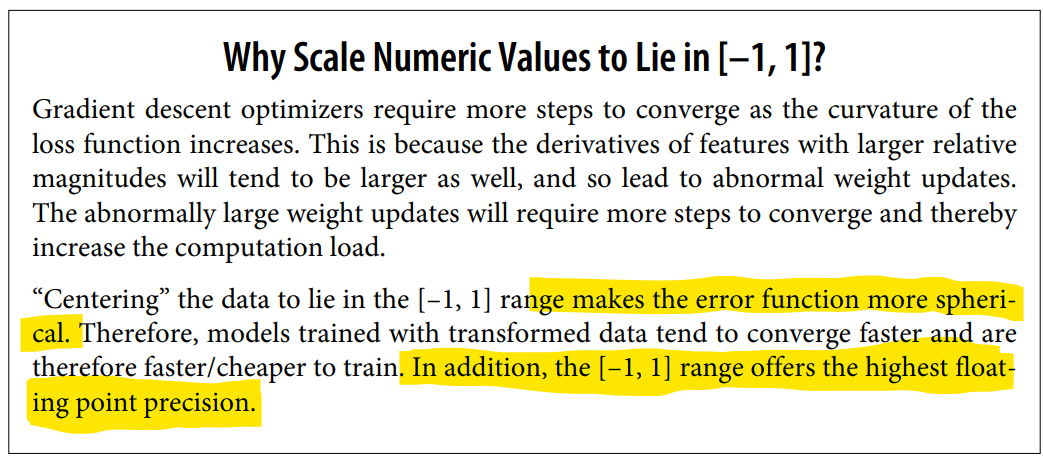 Why Scale Numeric Values to Lie in [–1, 1]?
Gradient descent optimizers require more steps to converge as the curvature of the
loss function increases. This is because the derivatives of features with larger relative
magnitudes will tend to be larger as well, and so lead to abnormal weight updates.
The abnormally large weight updates will require more steps to converge and thereby
increase the computation load.
“Centering” the data to lie in the [–1, 1] range makes the error function more spheri-
cal. Therefore, models trained with transformed data tend to converge faster and are
therefore faster/cheaper to train. In addition, the [–1, 1] range offers the highest float-
ing point precision.